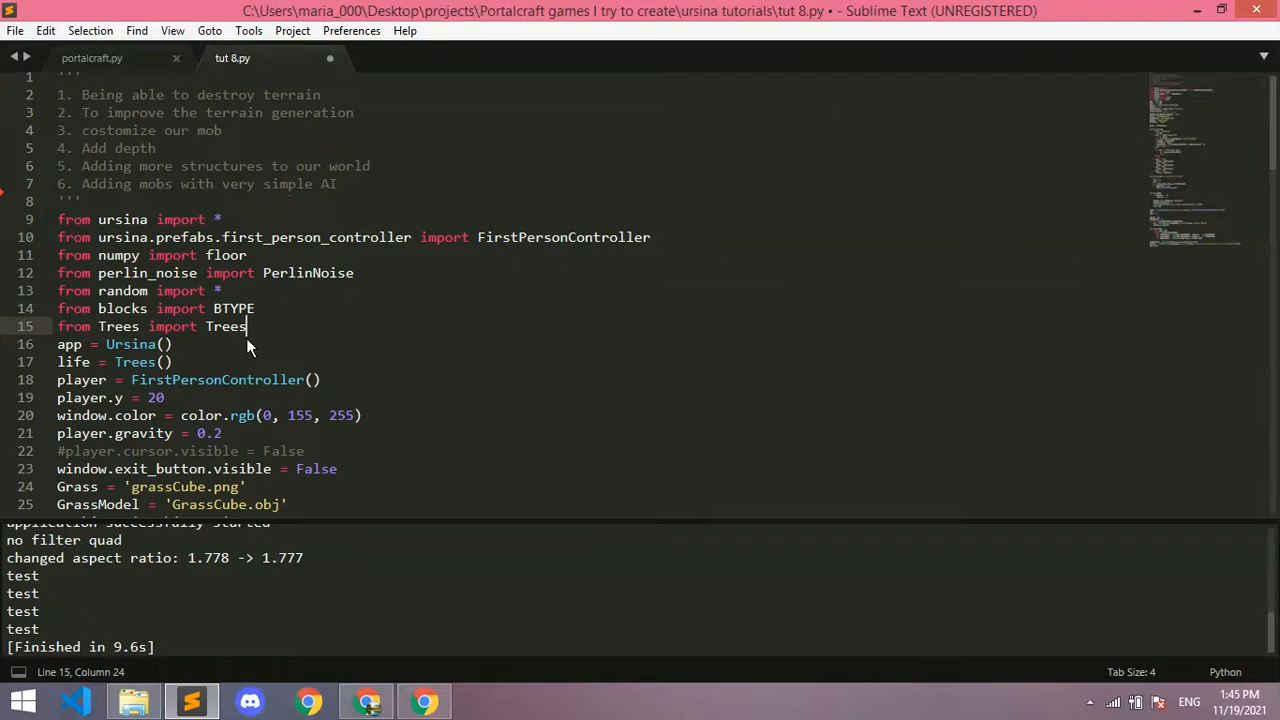 C:\Users\maria_000\Desktop\projects\Portalcraft games I try to create\ursina tutorials\tut 8.py • - Sublime Text (UNREGISTERED)
File Edit Selection Find View Goto Tools Project Preferences Help
portalcraft.py tut 8.py
1 '''
2 1. Being able to destroy terrain
3 2. To improve the terrain generation
4 3. costomize our mob
5 4. Add depth
6 5. Adding more structures to our world
7 6. Adding mobs with very simple AI
8 '''
9 from ursina import *
10 from ursina.prefabs.first_person_controller import FirstPersonController
11 from numpy import floor
12 from perlin_noise import PerlinNoise
13 from random import *
14 from blocks import BTYPE
15 from Trees import Trees
16 app = Ursina()
17 life = Trees()
18 player = FirstPersonController()
19 player.y = 20
20 window.color = color.rgb(0, 155, 255)
21 player.gravity = 0.2
22 #player.cursor.visible = False
23 window.exit_button.visible = False
24 Grass = 'grassCube.png'
25 GrassModel = 'GrassCube.obj'
application successfully started
no filter quad
changed aspect ratio: 1.778 -> 1.777
test
test
test
test
[Finished in 9.6s]
Line 15, Column 24 Tab Size: 4 Python
ENG 1:45 PM
11/19/2021